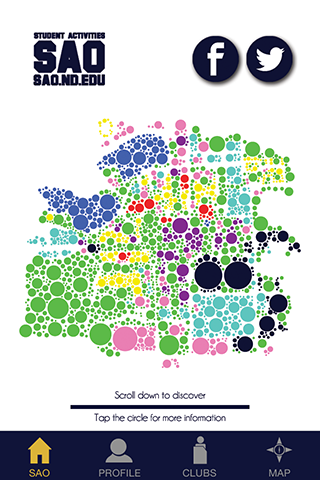 STUDENT ACTIVITIES
SAO
SAO.ND.EDU
Scroll down to discover
Tap the circle for more information
SAO
PROFILE
CLUBS
MAP